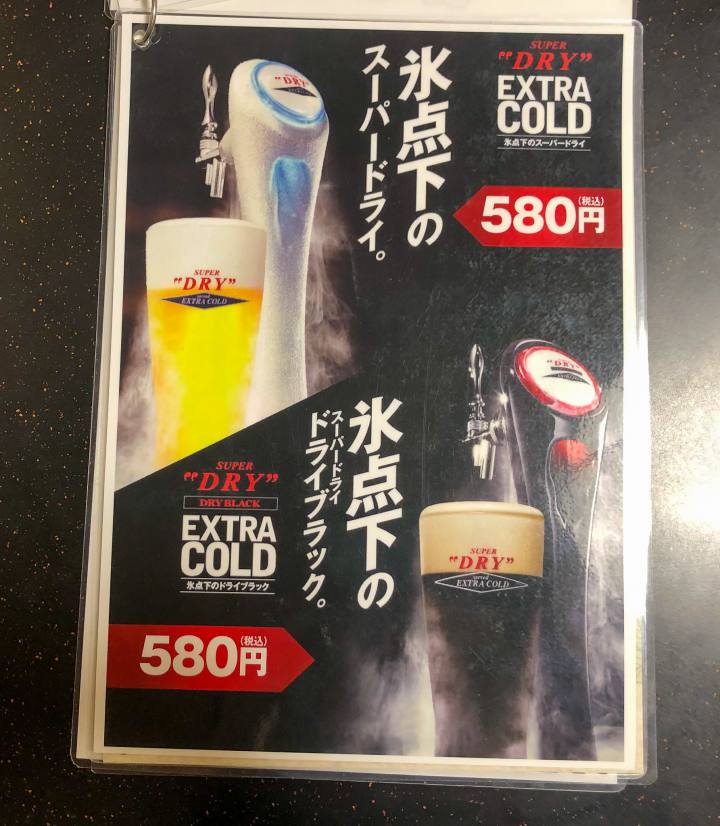 氷点下の
スーパードライ。
SUPER
"DRY"
EXTRA
COLD
氷点下のスーパードライ
580円
(税込)
"DRY"
SUPER
"DRY"
served
EXTRA COLD
氷点下の
スーパードライ
ドライブラック。
SUPER
"DRY"
DRY BLACK
EXTRA
COLD
氷点下のドライブラック
(税込)
580円
"DRY"
SUPER
"DRY"
served
EXTRA COLD